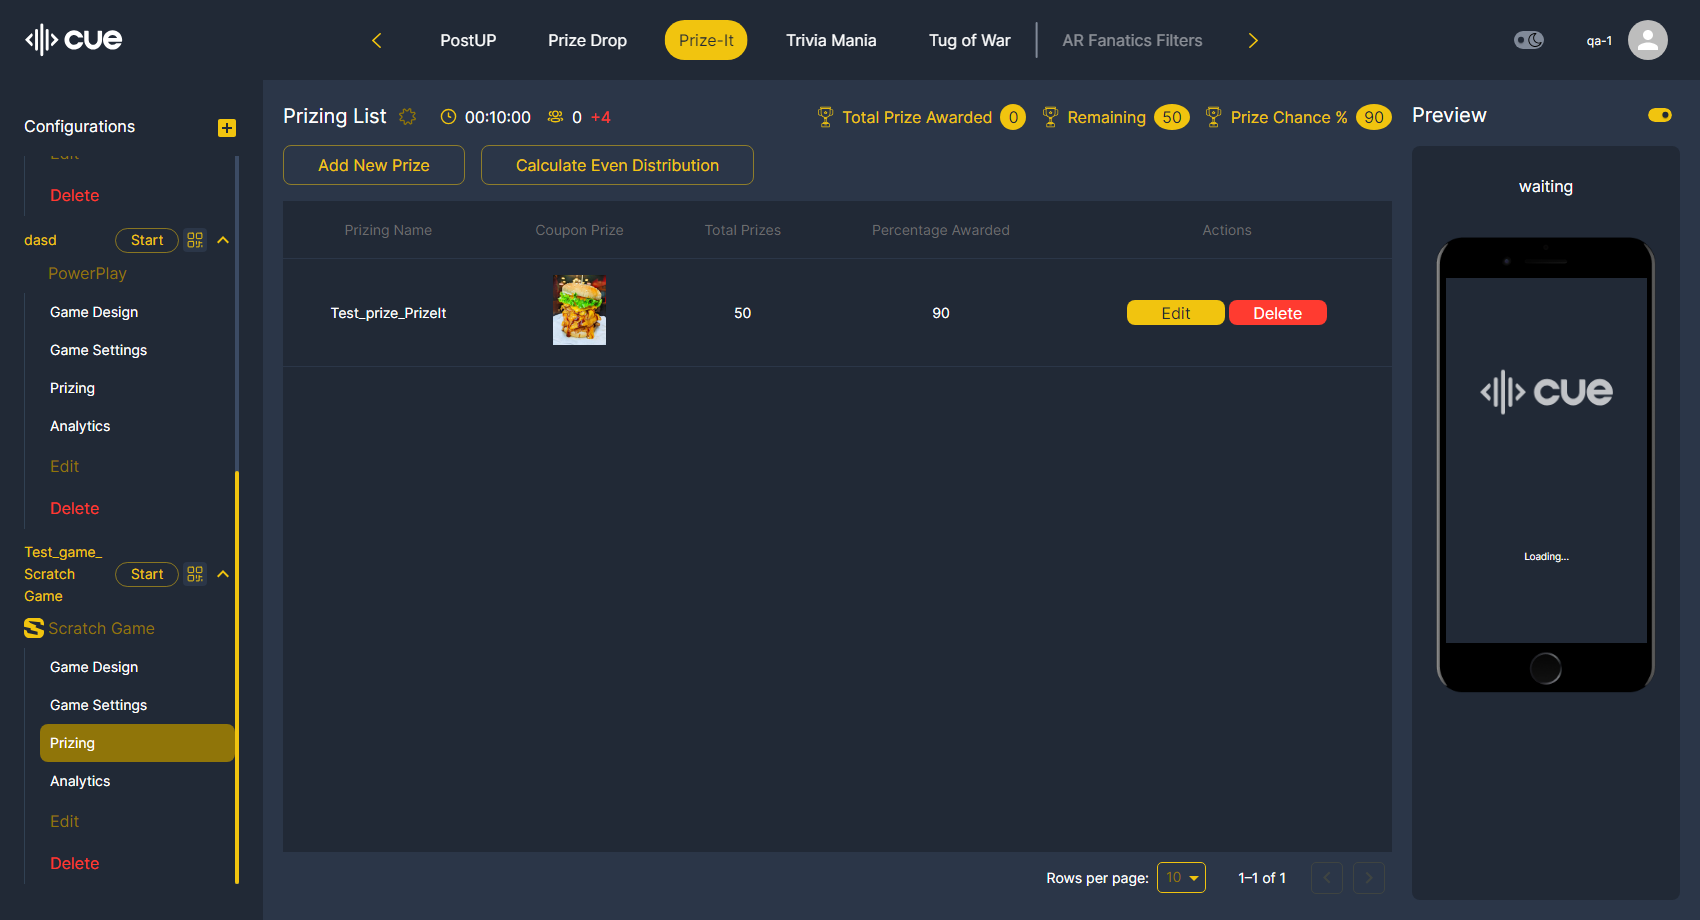 cue
PostUP
Prize Drop
Prize-It
Trivia Mania
Tug of War
AR Fanatics Filters
qa-1
Configurations
Edit
Delete
dasd
Start
PowerPlay
Game Design
Game Settings
Prizing
Analytics
Edit
Delete
Test_game_
Scratch
Game
Start
Scratch Game
Game Design
Game Settings
Prizing
Analytics
Edit
Delete
Prizing List
00:10:00
0 +4
Total Prize Awarded 0
Remaining 50
Prize Chance % 90
Add New Prize
Calculate Even Distribution
Prizing Name
Coupon Prize
Total Prizes
Percentage Awarded
Actions
Test_prize_PrizeIt
50
90
Edit
Delete
Rows per page: 10
1–1 of 1
Preview
waiting
cue
Loading...